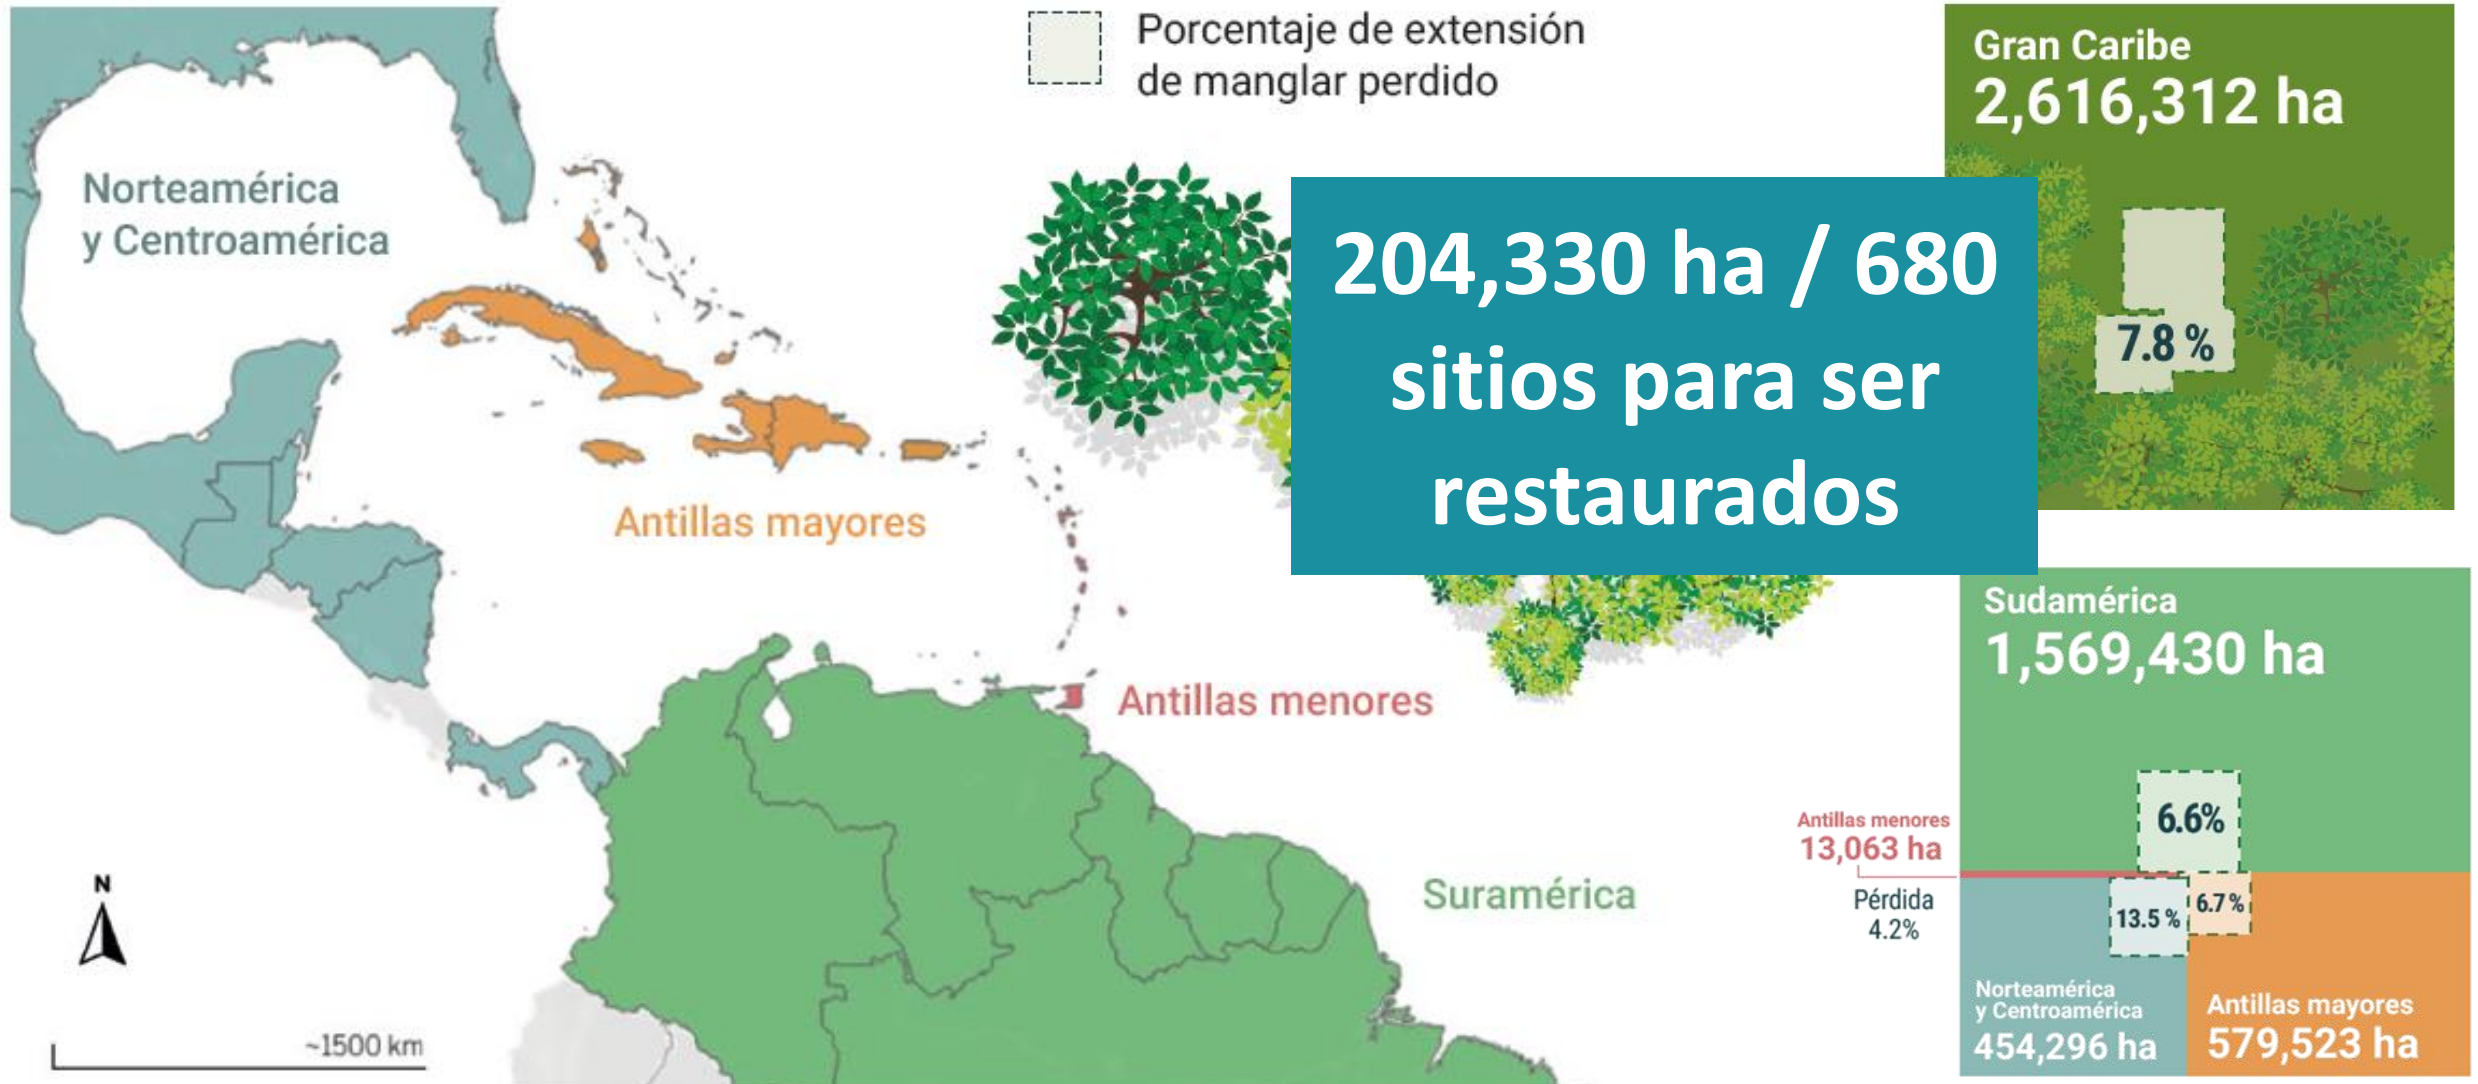 Porcentaje de extensión
de manglar perdido
Gran Caribe
2,616,312 ha
7.8 %
Norteamérica
y Centroamérica
204,330 ha / 680
sitios para ser
restaurados
Antillas mayores
Antillas menores
Suramérica
Sudamérica
1,569,430 ha
6.6%
Antillas menores
13,063 ha
Pérdida
4.2%
13.5 %
6.7 %
Norteamérica
y Centroamérica
454,296 ha
Antillas mayores
579,523 ha
N
~1500 km